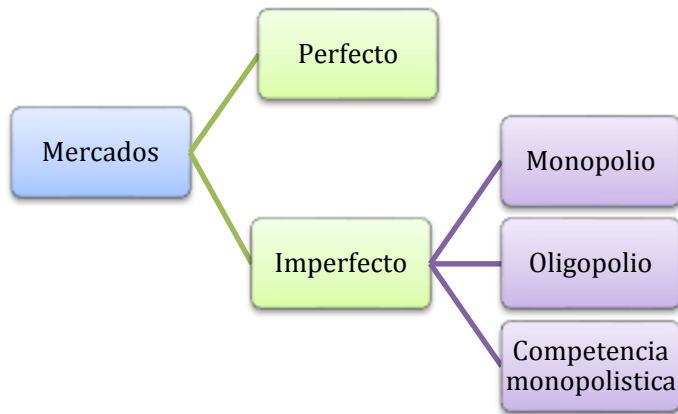 Perfecto
Mercados
Monopolio
Imperfecto
Oligopolio
Competencia
monopolistica